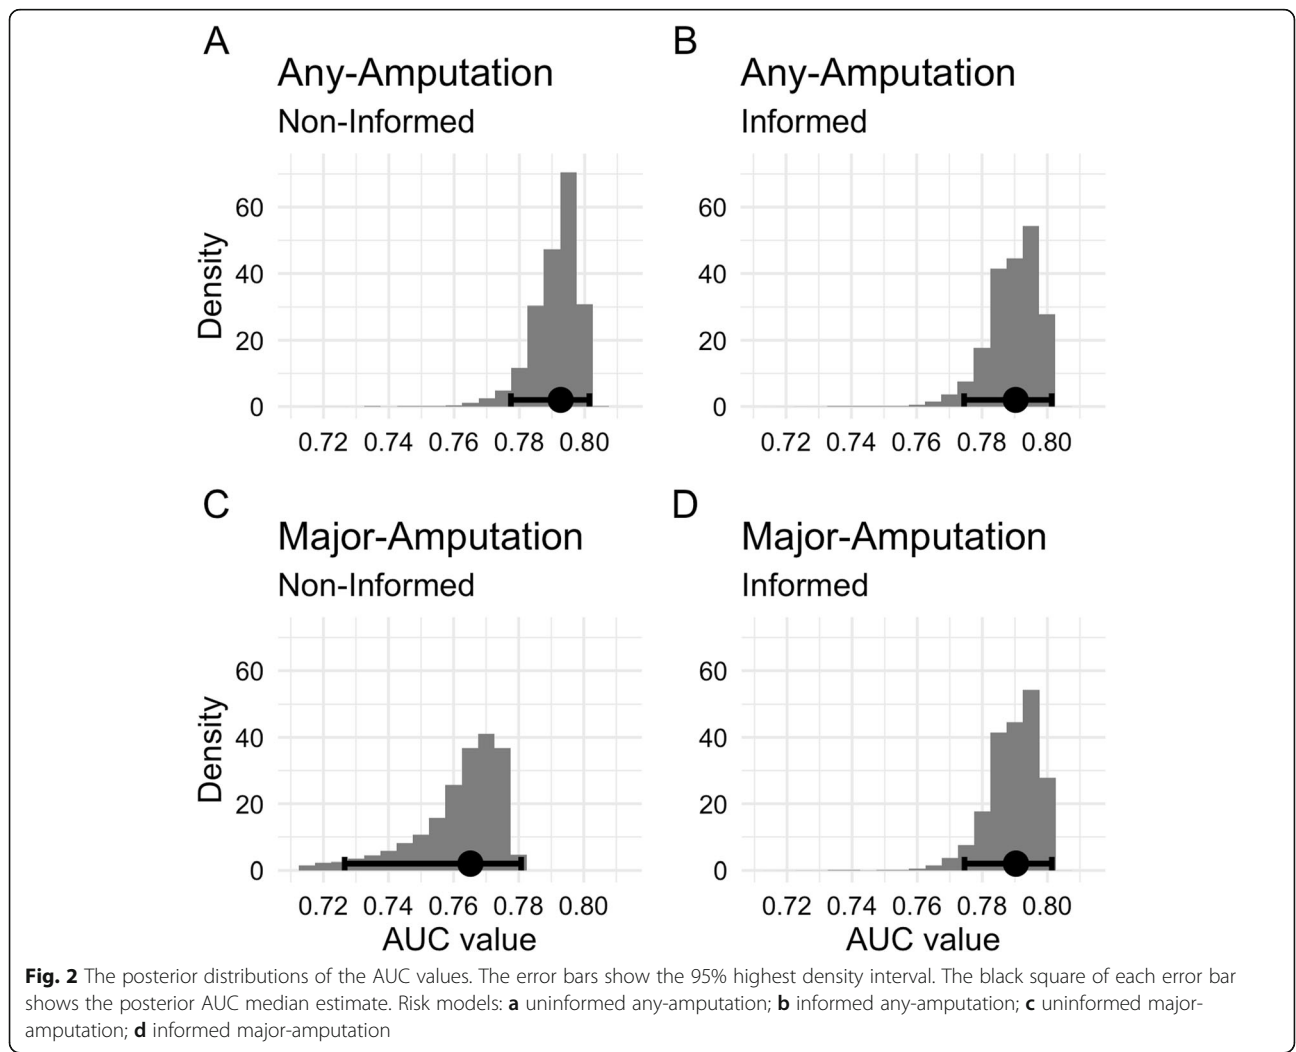 A
Any-Amputation
Non-Informed
Density
60
40
20
0
0.72 0.74 0.76 0.78 0.80
B
Any-Amputation
Informed
60
40
20
0
0.72 0.74 0.76 0.78 0.80
C
Major-Amputation
Non-Informed
Density
60
40
20
0
0.72 0.74 0.76 0.78 0.80
AUC value
D
Major-Amputation
Informed
60
40
20
0
0.72 0.74 0.76 0.78 0.80
AUC value
Fig. 2 The posterior distributions of the AUC values. The error bars show the 95% highest density interval. The black square of each error bar
shows the posterior AUC median estimate. Risk models: a uninformed any-amputation; b informed any-amputation; c uninformed major-
amputation; d informed major-amputation